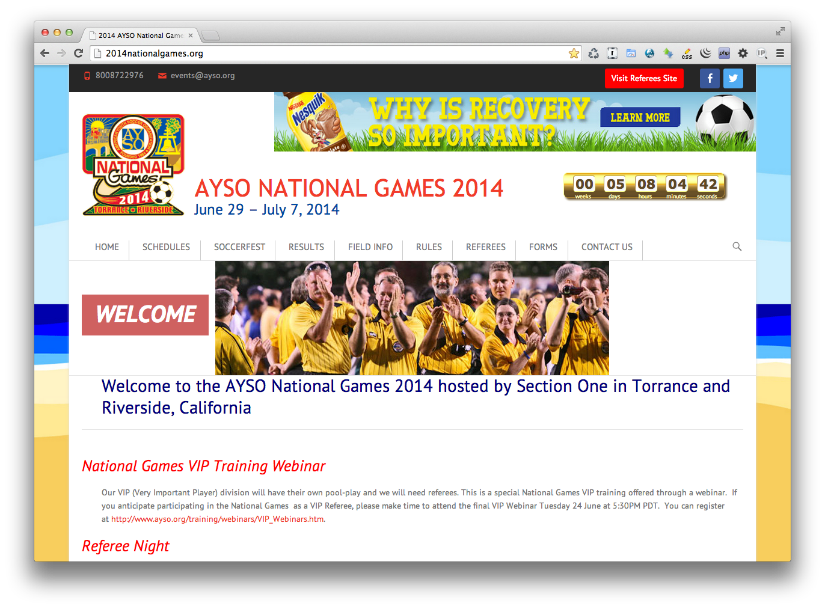 2014 AYSO National Games
2014nationalgames.org
8008722976 events@ayso.org
Visit Referees Site
Nesquik
WHY IS RECOVERY
SO IMPORTANT?
LEARN MORE
AYSO
NATIONAL
Games
2014
TORRANCE • RIVERSIDE
AYSO NATIONAL GAMES 2014
June 29 – July 7, 2014
00 05 08 04 42
weeks days hours minutes seconds
HOME SCHEDULES SOCCERFEST RESULTS FIELD INFO RULES REFEREES FORMS CONTACT US
WELCOME
Welcome to the AYSO National Games 2014 hosted by Section One in Torrance and
Riverside, California
National Games VIP Training Webinar
Our VIP (Very Important Player) division will have their own pool-play and we will need referees. This is a special National Games VIP training offered through a webinar. If
you anticipate participating in the National Games as a VIP Referee, please make time to attend the final VIP Webinar Tuesday 24 June at 5:30PM PDT. You can register
at http://www.ayso.org/training/webinars/VIP_Webinars.htm.
Referee Night